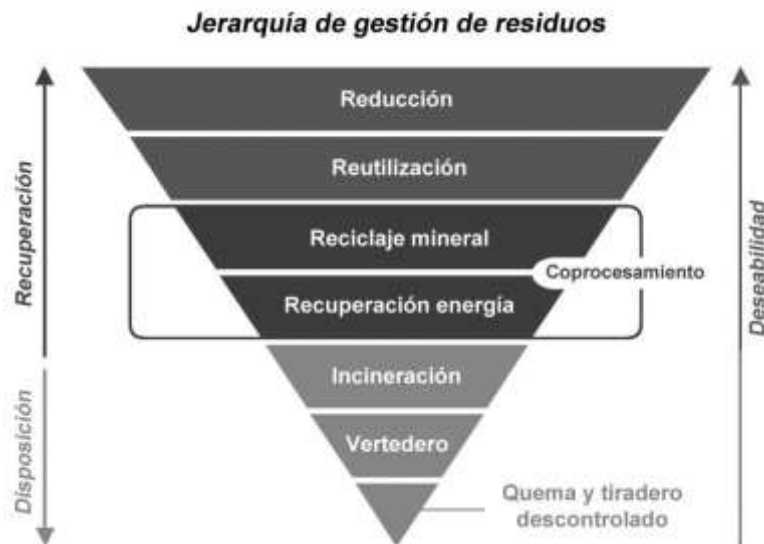 Jerarquía de gestión de residuos
Reducción
Reutilización
Reciclaje mineral
Coprocesamiento
Recuperación energía
Incineración
Vertedero
Quema y tiradero
descontrolado
Recuperación
Disposición
Deseabilidad